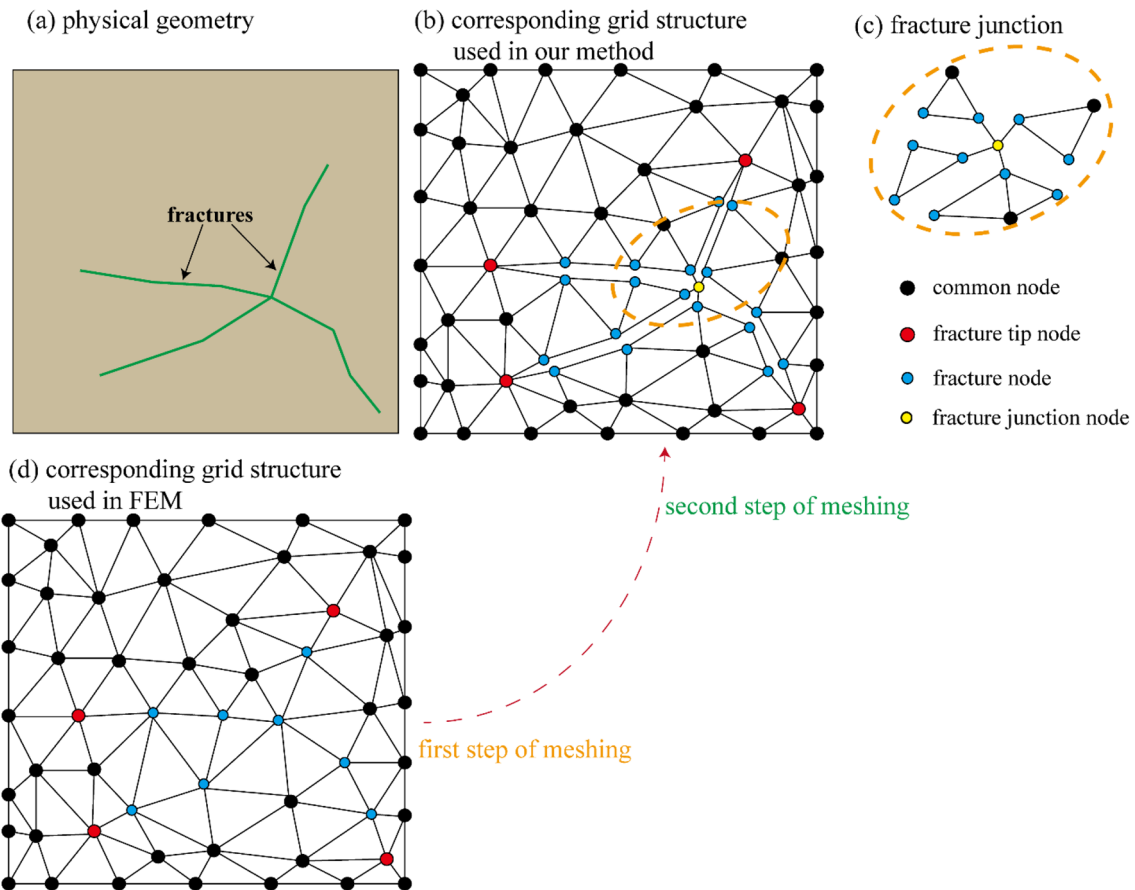 (a) physical geometry
fractures
(b) corresponding grid structure
used in our method
(c) fracture junction
common node
fracture tip node
fracture node
fracture junction node
(d) corresponding grid structure
used in FEM
second step of meshing
first step of meshing